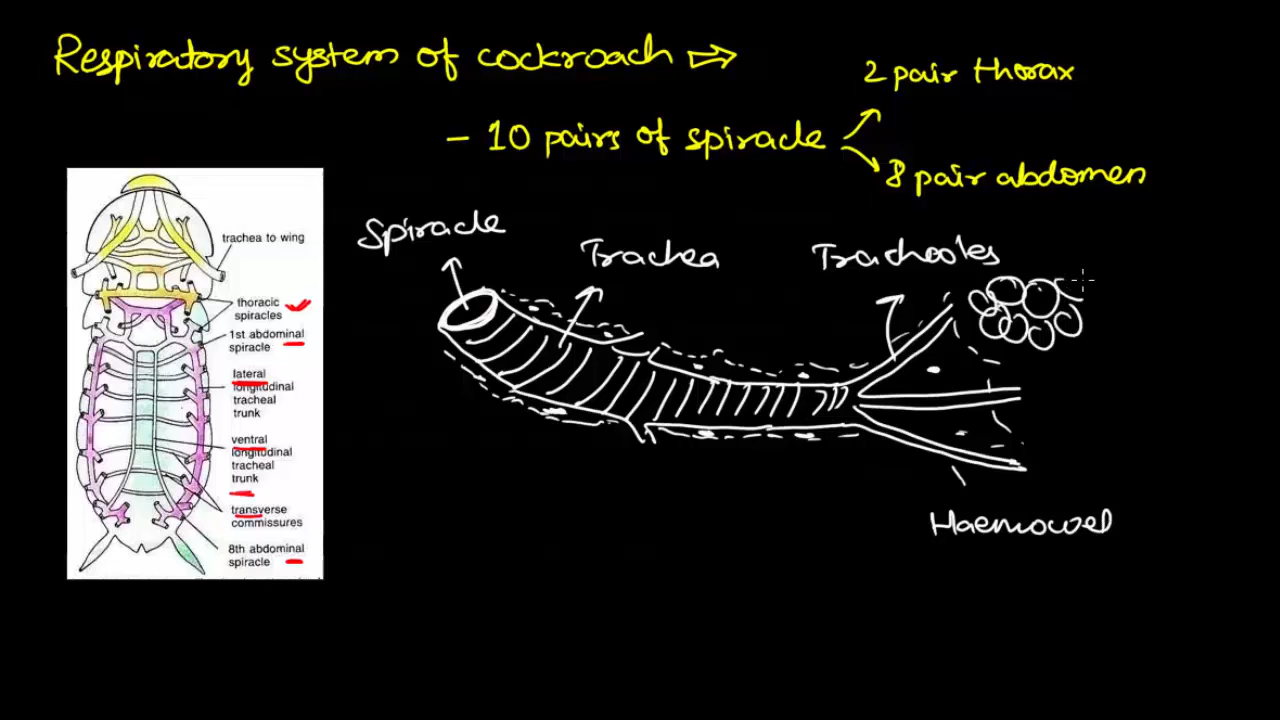 Respiratory system of cockroach ⇒
2 pair thorax
- 10 pairs of spiracle
8 pair abdomen
Spiracle
Trachea
Tracheoles
trachea to wing
thoracic
spiracles
1st abdominal
spiracle
lateral
longitudinal
tracheal
trunk
ventral
longitudinal
tracheal
trunk
transverse
commissures
8th abdominal
spiracle
Haemowel